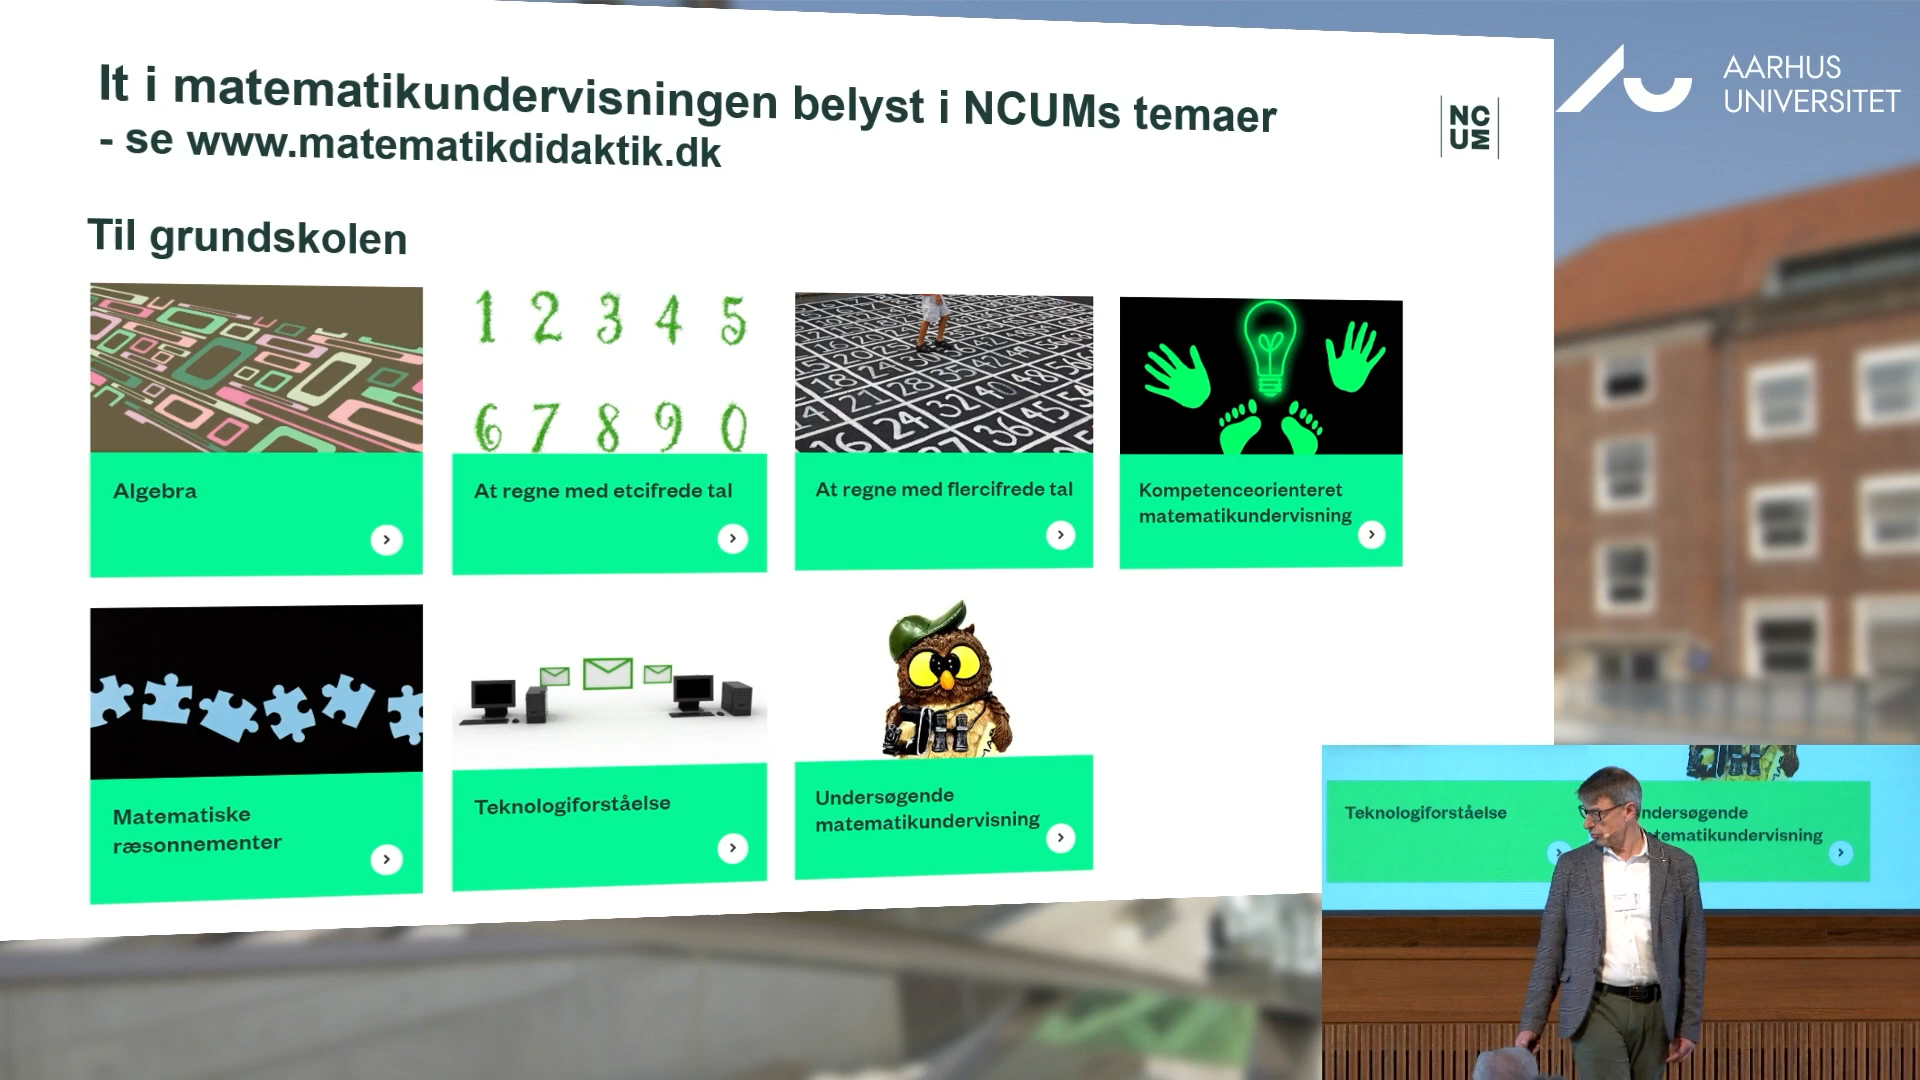 It i matematikundervisningen belyst i NCUMs temaer
- se www.matematikdidaktik.dk
NC
UM
AARHUS
UNIVERSITET
Til grundskolen
1 2 3 4 5
6 7 8 9 0
Algebra
At regne med etcifrede tal
At regne med flercifrede tal
Kompetenceorienteret
matematikundervisning
Matematiske
ræsonnementer
Teknologiforståelse
Undersøgende
matematikundervisning
Teknologiforståelse
ndersøgende
tematikundervisning